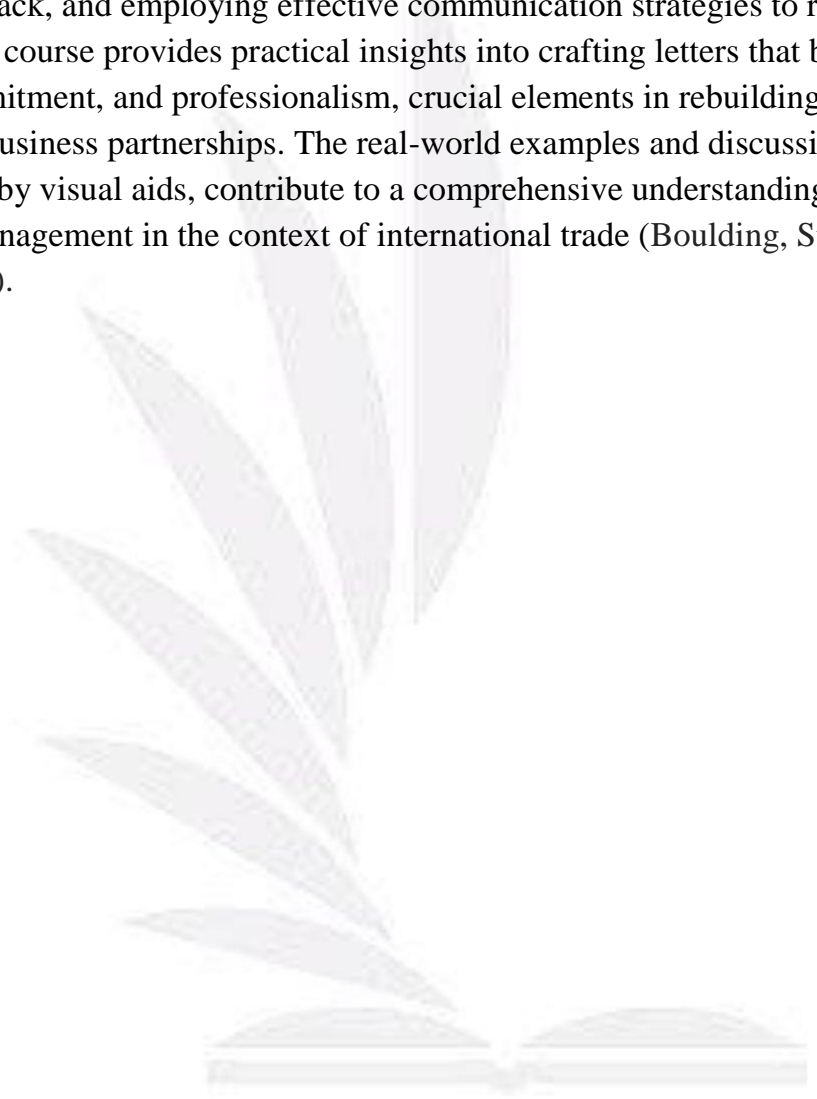 ack, and employing effective communication strategies to r
course provides practical insights into crafting letters that b
nitment, and professionalism, crucial elements in rebuilding
usiness partnerships. The real-world examples and discussi
by visual aids, contribute to a comprehensive understanding
nagement in the context of international trade (Boulding, S
).